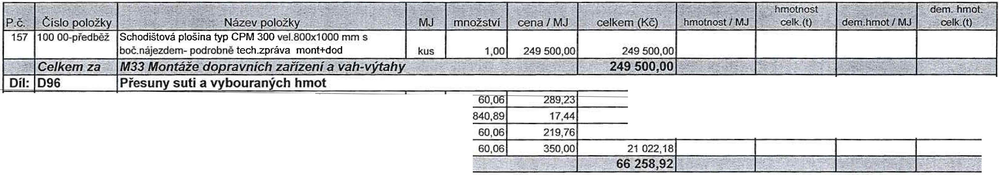 P.č. Číslo položky Název položky MJ množství cena / MJ celkem (Kč) hmotnost / MJ hmotnost celk.(t) dem.hmot / MJ dem. hmot. celk.(t)
157 100 00-předběž Schodištová plošina typ CPM 300 vel.800x1000 mm s
boč.nájezdem- podrobně tech.zpráva mont+dod kus 1,00 249 500,00 249 500,00
Celkem za M33 Montáže dopravních zařízení a vah-výtahy 249 500,00
Díl: D96 Přesuny suti a vybouraných hmot
60,06 289,23
840,89 17,44
60,06 219,76
60,06 350,00 21 022,18
66 258,92